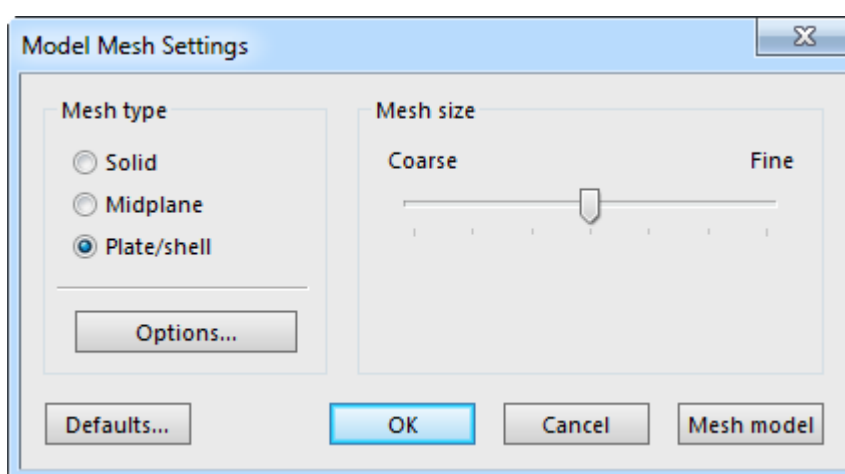 Model Mesh Settings
Mesh type
Solid
Midplane
Plate/shell
Options...
Mesh size
Coarse Fine
Defaults... OK Cancel Mesh model